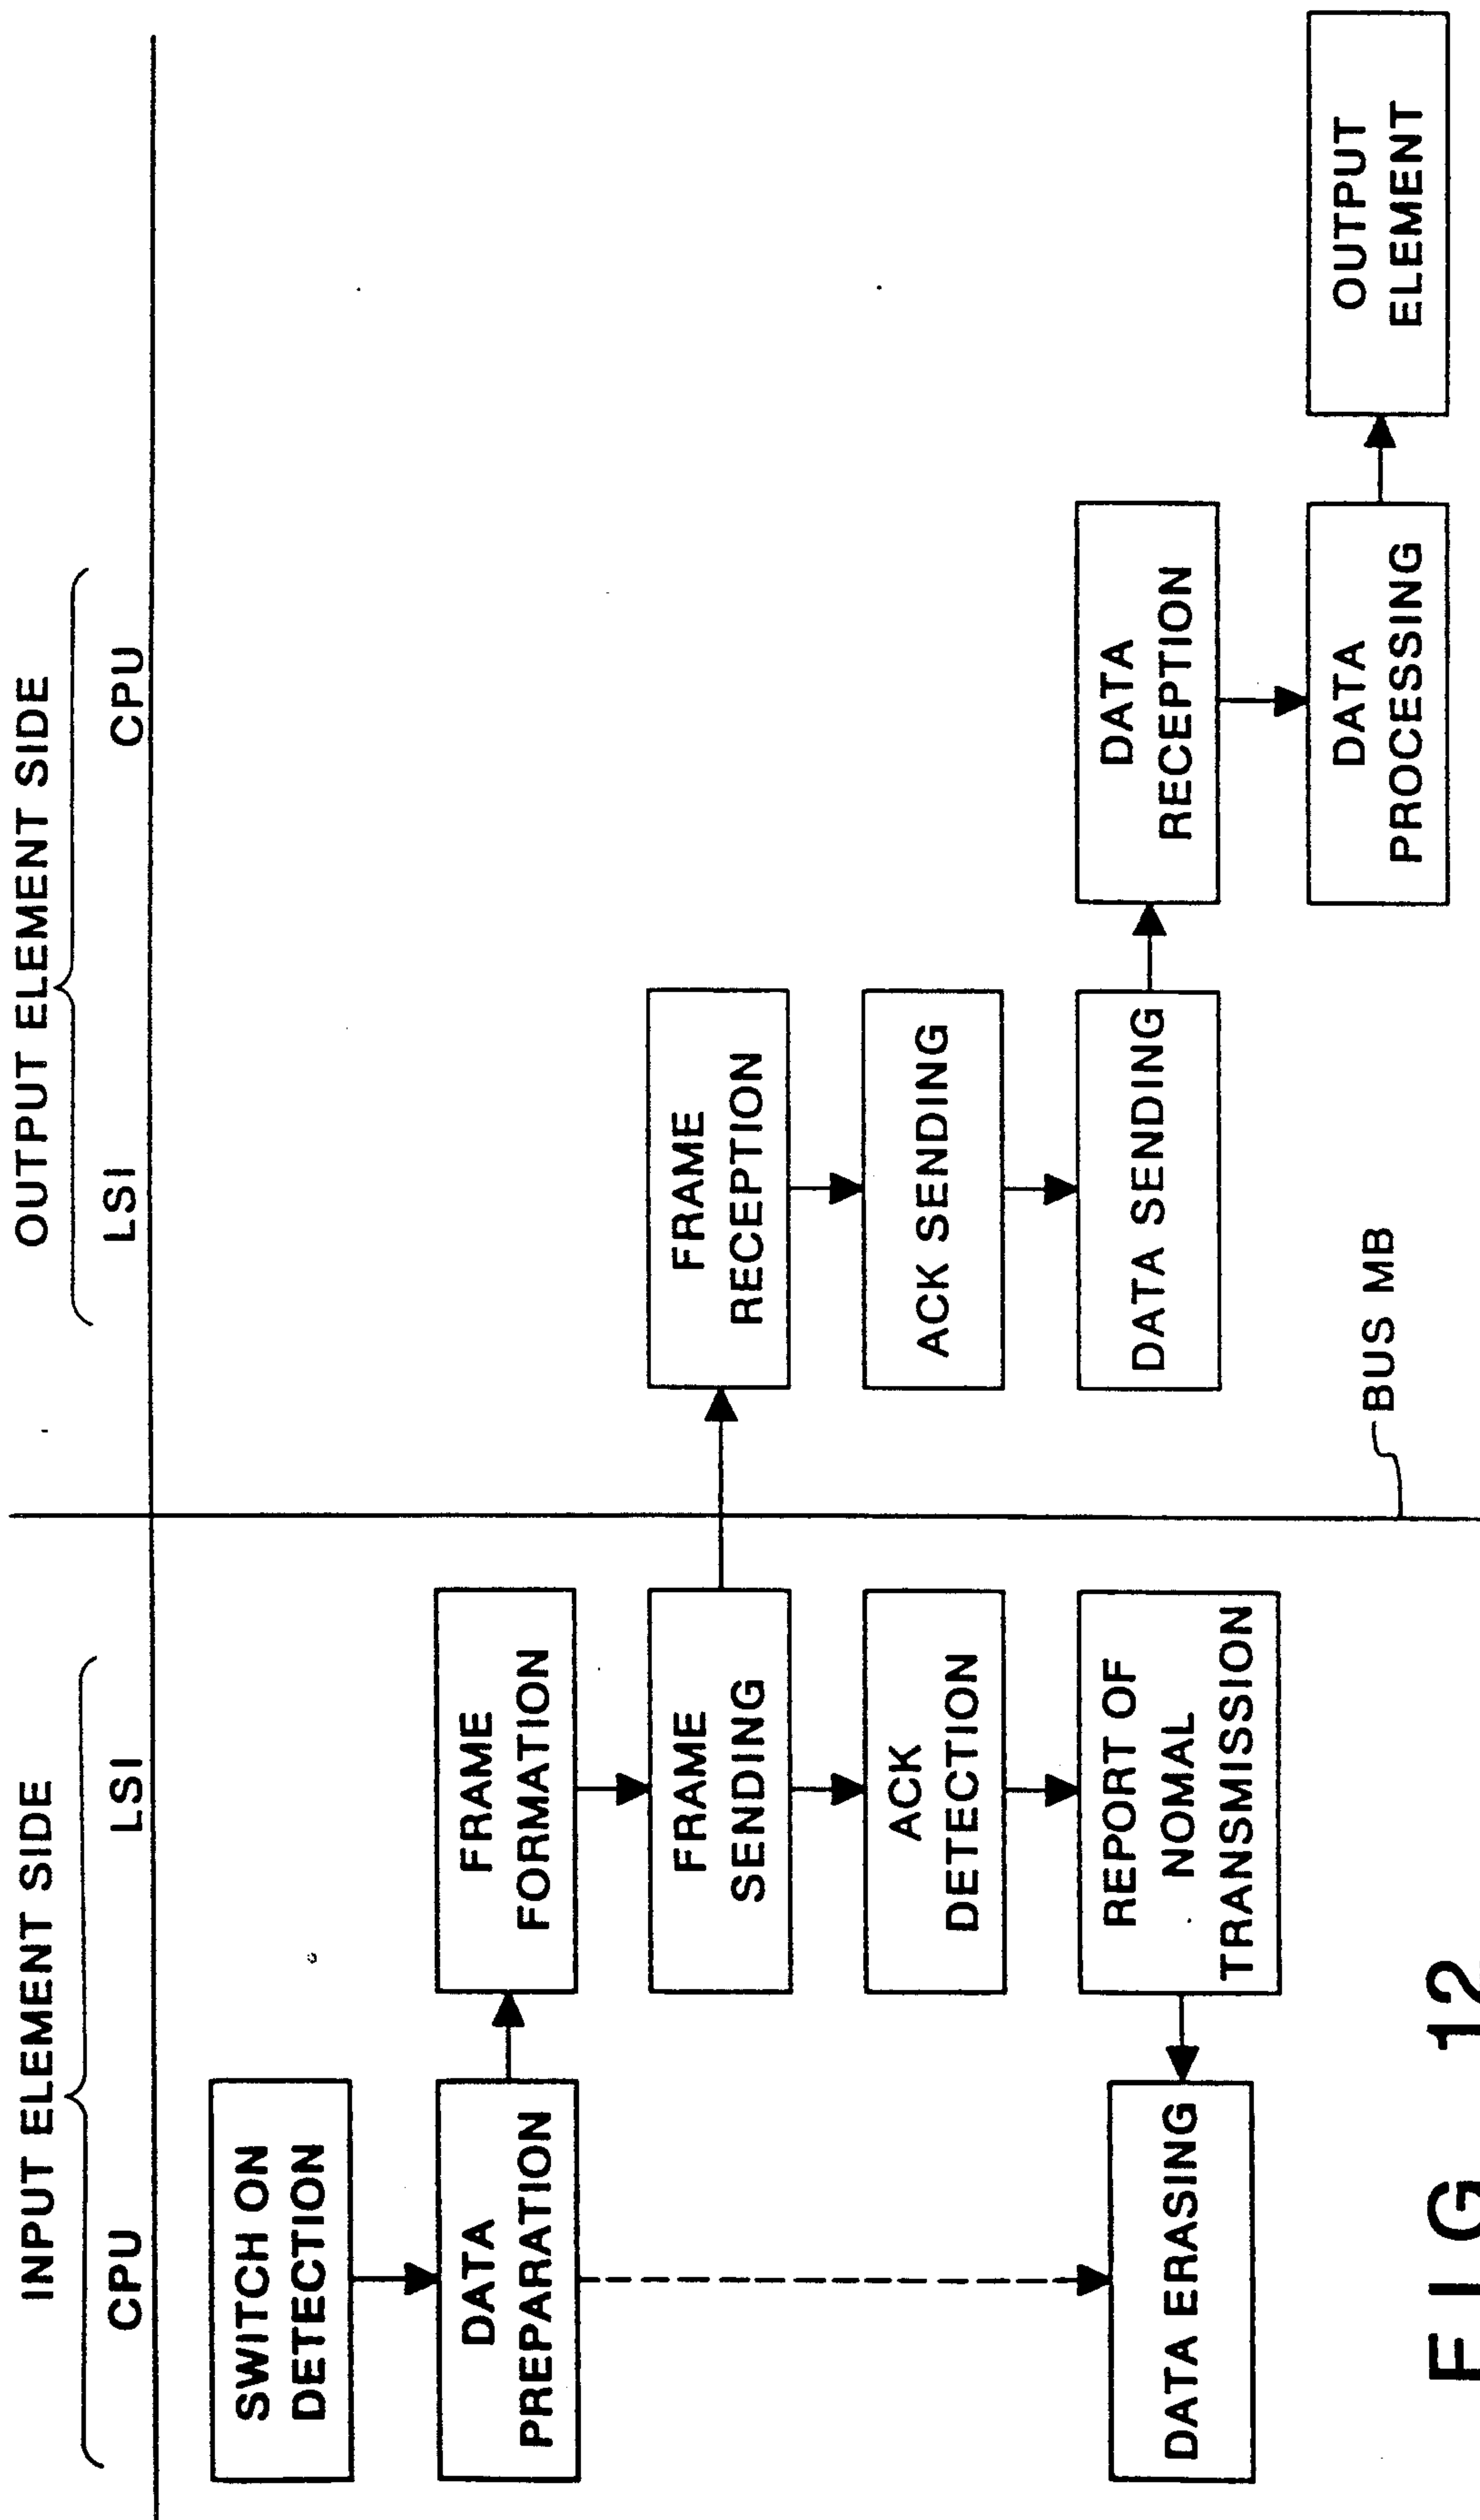 INPUT ELEMENT SIDE
OUTPUT ELEMENT SIDE
CPU
LSI
LSI
CPU
SWITCH ON
DETECTION
DATA
PREPARATION
FRAME
FORMATION
FRAME
SENDING
FRAME
RECEPTION
ACK
DETECTION
ACK SENDING
REPORT OF
NOMAL
TRANSMISSION
DATA SENDING
DATA
RECEPTION
DATA ERASING
DATA
PROCESSING
OUTPUT
ELEMENT
BUS MB
FIG 12